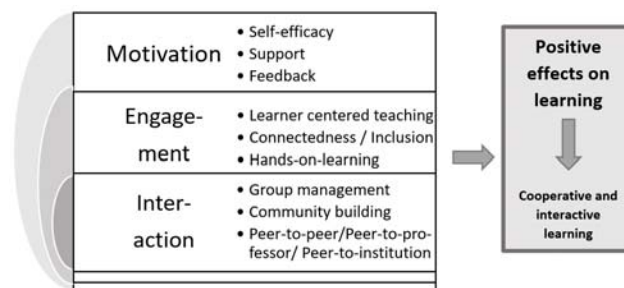 Motivation
• Self-efficacy
• Support
• Feedback
Engage-
ment
• Learner centered teaching
• Connectedness / Inclusion
• Hands-on-learning
Inter-
action
• Group management
• Community building
• Peer-to-peer/Peer-to-pro-
fessor/ Peer-to-institution
Positive
effects on
learning
Cooperative and
interactive
learning